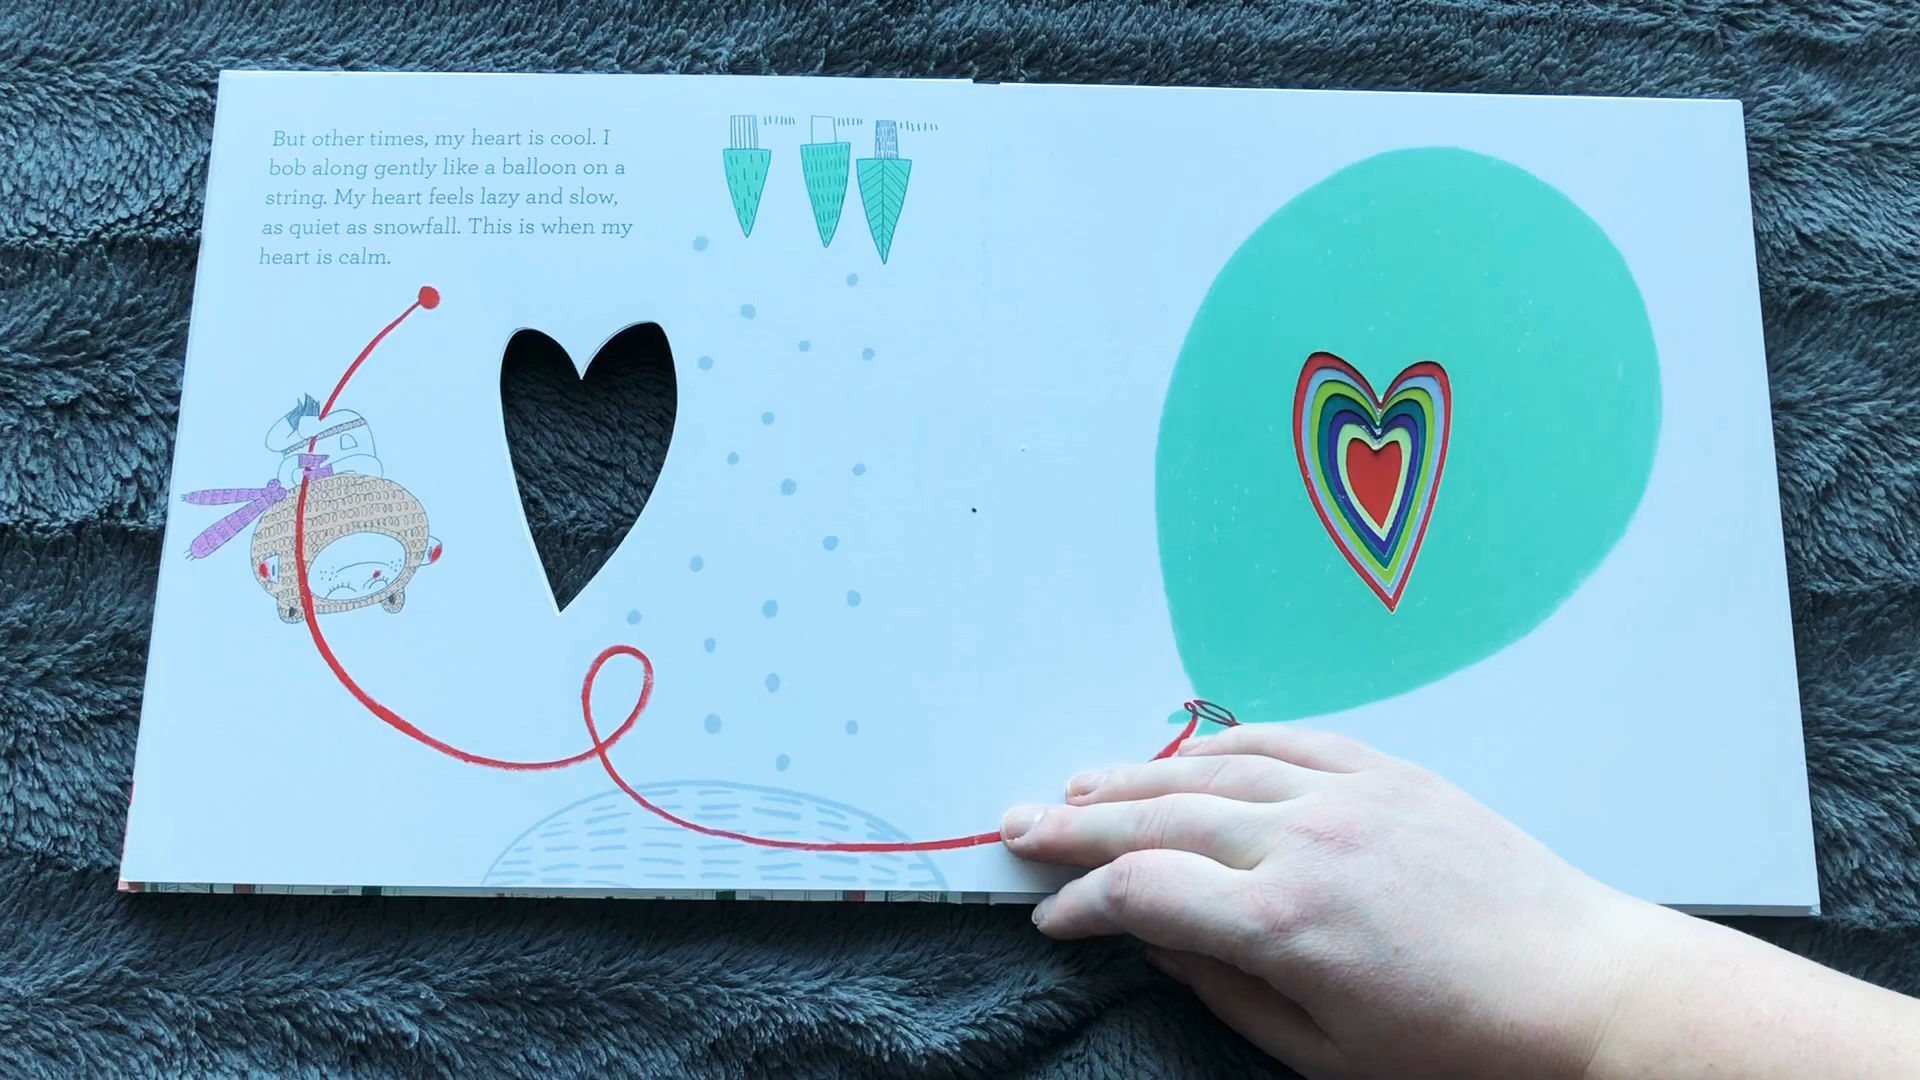 But other times, my heart is cool. I
bob along gently like a balloon on a
string. My heart feels lazy and slow,
as quiet as snowfall. This is when my
heart is calm.